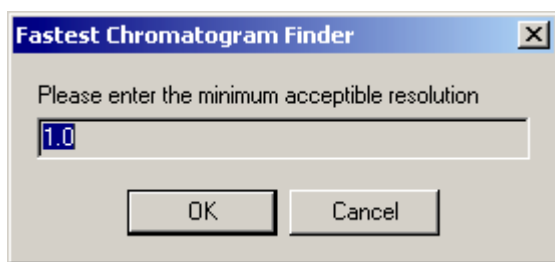 Fastest Chromatogram Finder
Please enter the minimum acceptible resolution
1.0
OK
Cancel